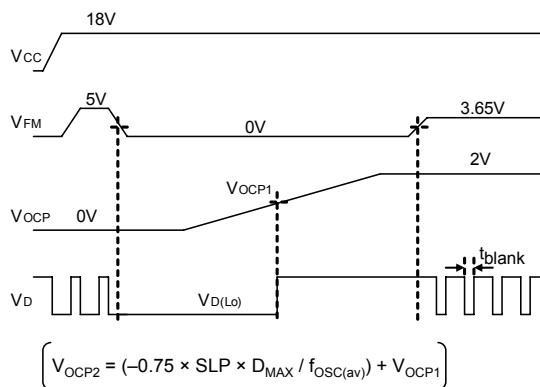 18V
VCC
5V
3.65V
VFM
0V
2V
VOCP1
VOCP
0V
tblank
VD
VD(Lo)
VOCP2 = (–0.75 × SLP × DMAX / fOSC(av)) + VOCP1